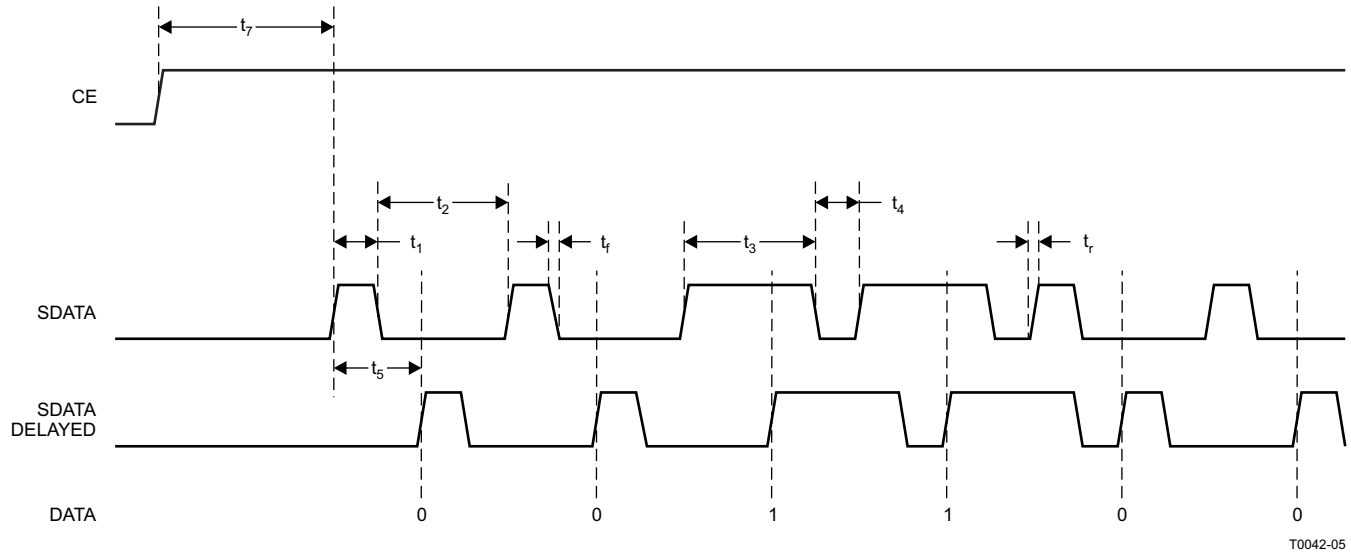 t7
CE
t2
t4
t1
tf
t3
tr
SDATA
t5
SDATA
DELAYED
DATA 0 0 1 1 0 0
T0042-05